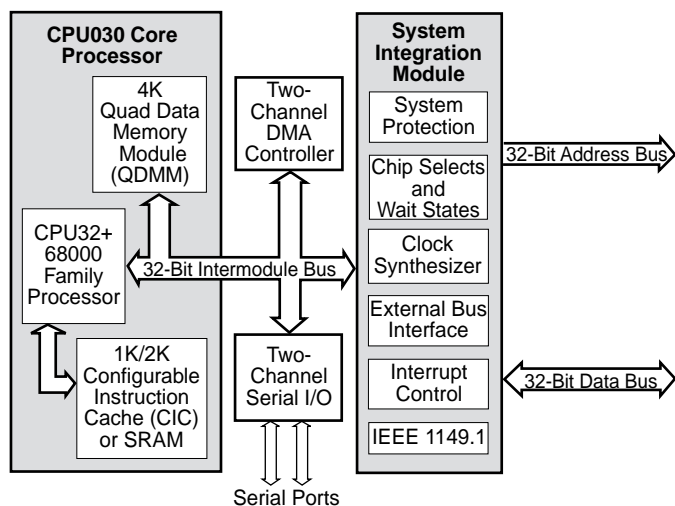 CPU030 Core
Processor
4K
Quad Data
Memory
Module
(QDMM)
CPU32+
68000
Family
Processor
1K/2K
Configurable
Instruction
Cache (CIC)
or SRAM
Two-
Channel
DMA
Controller
32-Bit Intermodule Bus
Two-
Channel
Serial I/O
Serial Ports
System
Integration
Module
System
Protection
Chip Selects
and
Wait States
Clock
Synthesizer
External Bus
Interface
Interrupt
Control
IEEE 1149.1
32-Bit Address Bus
32-Bit Data Bus